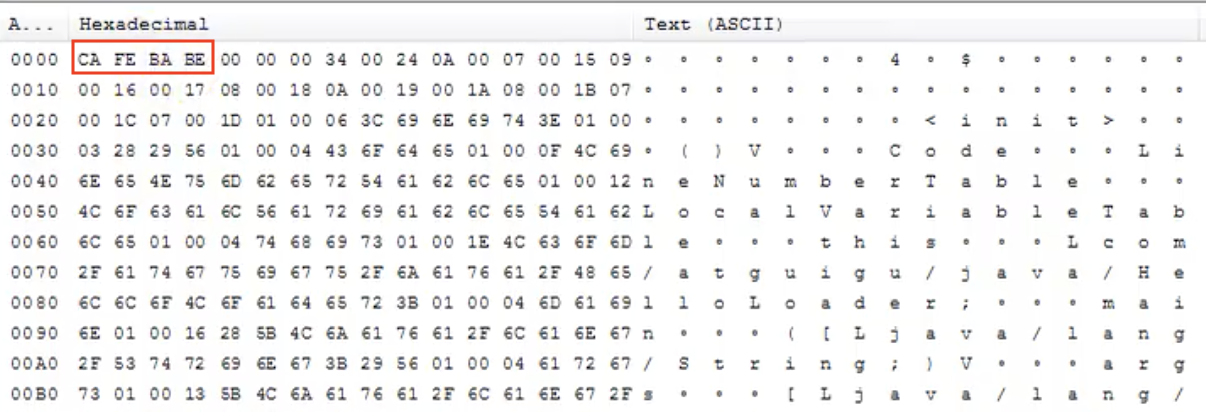 A... Hexadecimal Text (ASCII)
0000 CA FE BA BE 00 00 00 34 00 24 0A 00 07 00 15 09 ∘ ∘ ∘ ∘ ∘ ∘ ∘ 4 ∘ $ ∘ ∘ ∘ ∘ ∘ ∘
0010 00 16 00 17 08 00 18 0A 00 19 00 1A 08 00 1B 07 ∘ ∘ ∘ ∘ ∘ ∘ ∘ ∘ ∘ ∘ ∘ ∘ ∘ ∘ ∘ ∘
0020 00 1C 07 00 1D 01 00 06 3C 69 6E 69 74 3E 01 00 ∘ ∘ ∘ ∘ ∘ ∘ ∘ ∘ < i n i t > ∘ ∘
0030 03 28 29 56 01 00 04 43 6F 64 65 01 00 0F 4C 69 ∘ ( ) V ∘ ∘ ∘ C o d e ∘ ∘ ∘ L i
0040 6E 65 4E 75 6D 62 65 72 54 61 62 6C 65 01 00 12 n e N u m b e r T a b l e ∘ ∘ ∘
0050 4C 6F 63 61 6C 56 61 72 69 61 62 6C 65 54 61 62 L o c a l V a r i a b l e T a b
0060 6C 65 01 00 04 74 68 69 73 01 00 1E 4C 63 6F 6D l e ∘ ∘ ∘ t h i s ∘ ∘ ∘ L c o m
0070 2F 61 74 67 75 69 67 75 2F 6A 61 76 61 2F 48 65 / a t g u i g u / j a v a / H e
0080 6C 6C 6F 4C 6F 61 64 65 72 3B 01 00 04 6D 61 69 l l o L o a d e r ; ∘ ∘ ∘ m a i
0090 6E 01 00 16 28 5B 4C 6A 61 76 61 2F 6C 61 6E 67 n ∘ ∘ ∘ ( [ L j a v a / l a n g
00A0 2F 53 74 72 69 6E 67 3B 29 56 01 00 04 61 72 67 / S t r i n g ; ) V ∘ ∘ ∘ a r g
00B0 73 01 00 13 5B 4C 6A 61 76 61 2F 6C 61 6E 67 2F s ∘ ∘ ∘ [ L j a v a / l a n g /